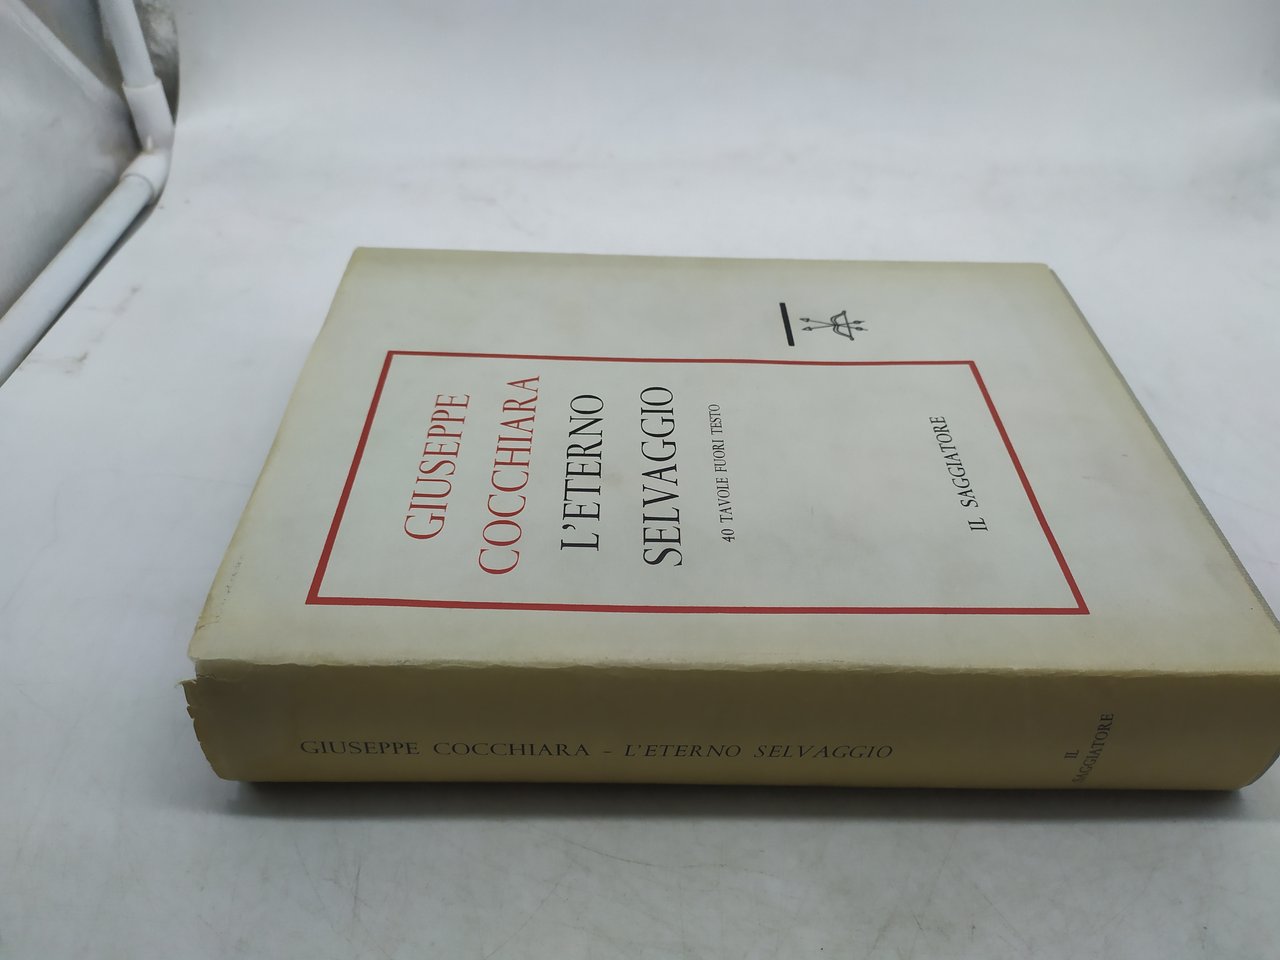 GIUSEPPE
COCCHIARA
L'ETERNO
SELVAGGIO
40 TAVOLE FUORI TESTO
IL SAGGIATORE
GIUSEPPE COCCHIARA - L'ETERNO SELVAGGIO
IL
SAGGIATORE